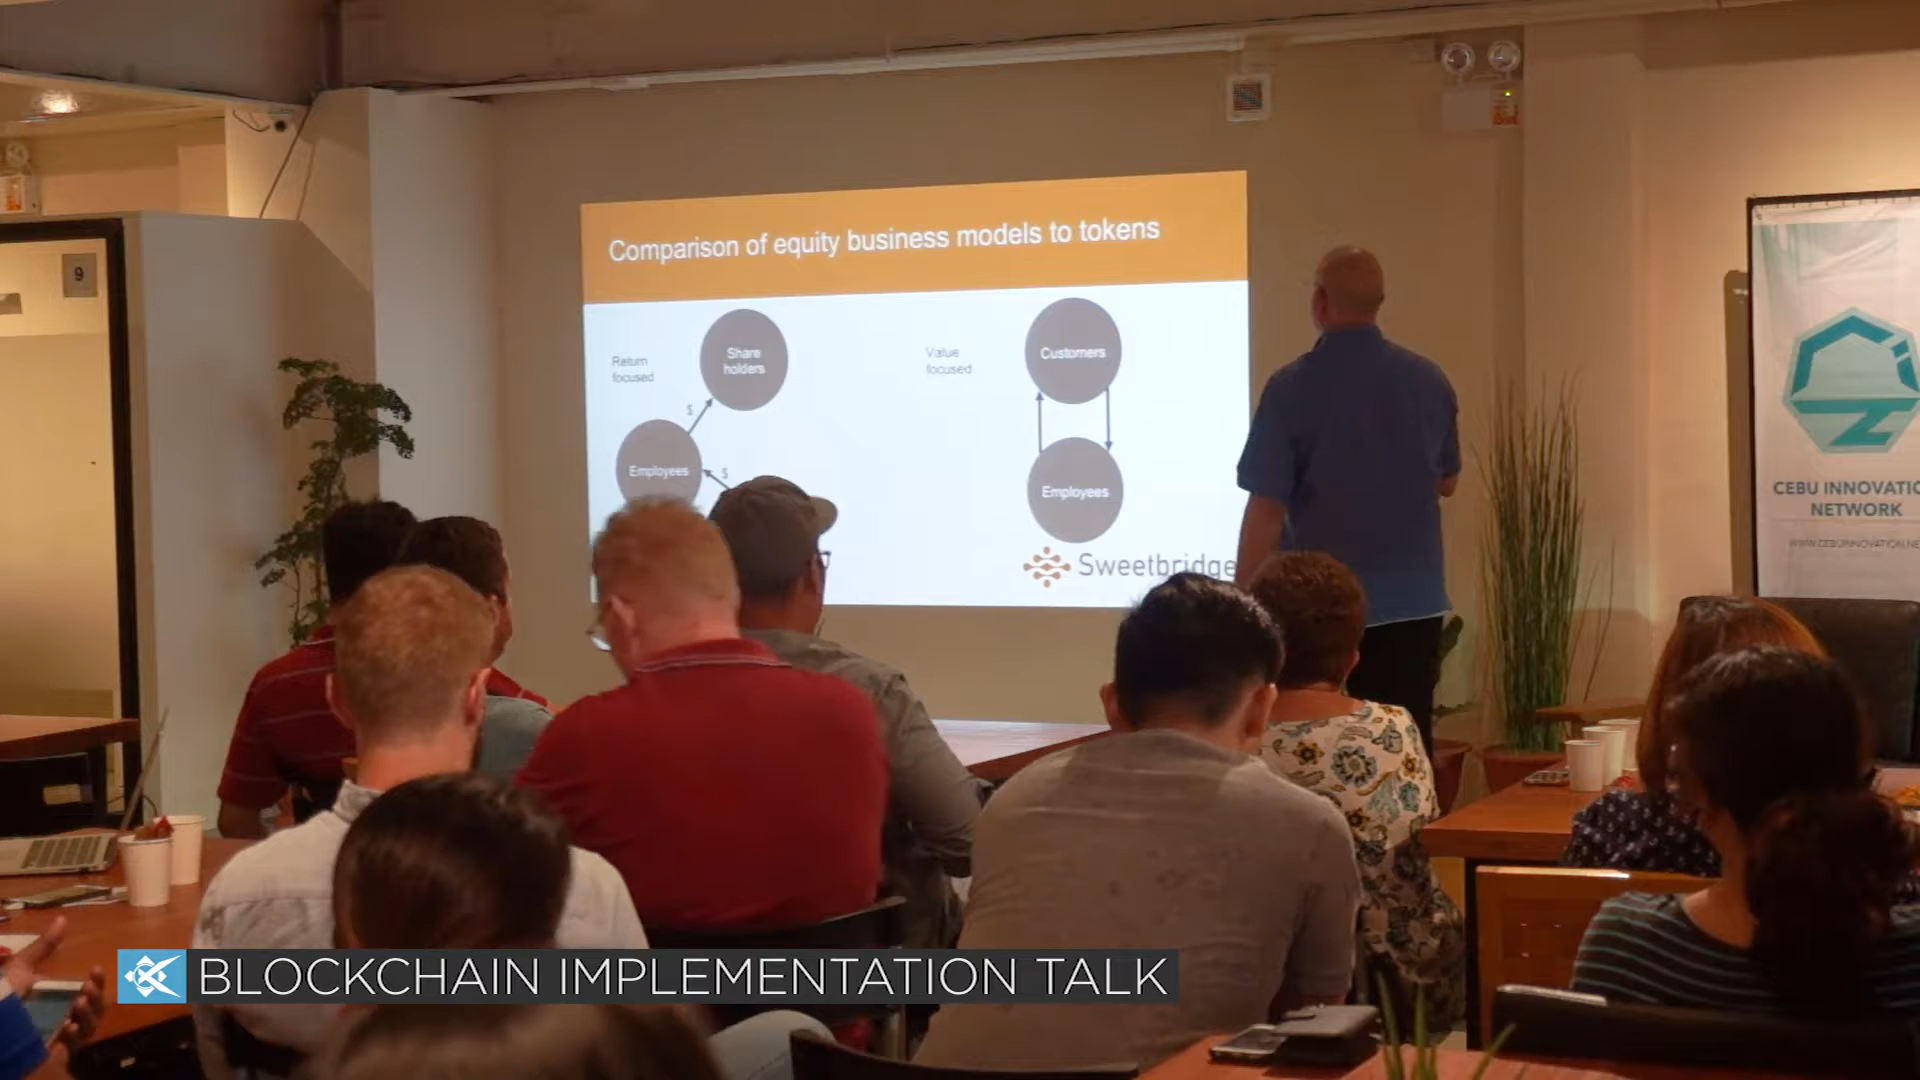 9
Comparison of equity business models to tokens
Return
focused
Share
holders
$
Employees
$
Value
focused
Customers
Employees
Sweetbridge
CEBU INNOVATIO
NETWORK
BLOCKCHAIN IMPLEMENTATION TALK